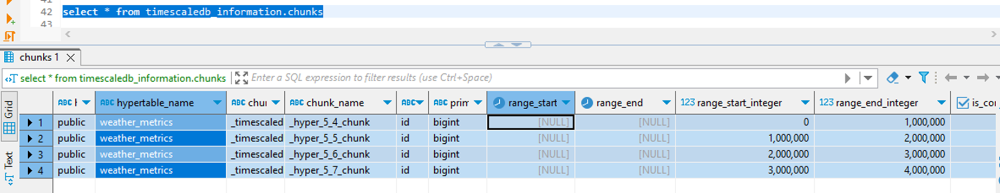 41
42 select * from timescaledb_information.chunks
43
chunks 1
select * from timescaledb_information.chunks Enter a SQL expression to filter results (use Ctrl+Space)
Grid
Text
ABC hypertable_name ABC chu ABC chunk_name ABC ABC prim range_start range_end 123 range_start_integer 123 range_end_integer is_co
1 public weather_metrics _timescaled _hyper_5_4_chunk id bigint [NULL] [NULL] 0 1,000,000
2 public weather_metrics _timescaled _hyper_5_5_chunk id bigint [NULL] [NULL] 1,000,000 2,000,000
3 public weather_metrics _timescaled _hyper_5_6_chunk id bigint [NULL] [NULL] 2,000,000 3,000,000
4 public weather_metrics _timescaled _hyper_5_7_chunk id bigint [NULL] [NULL] 3,000,000 4,000,000